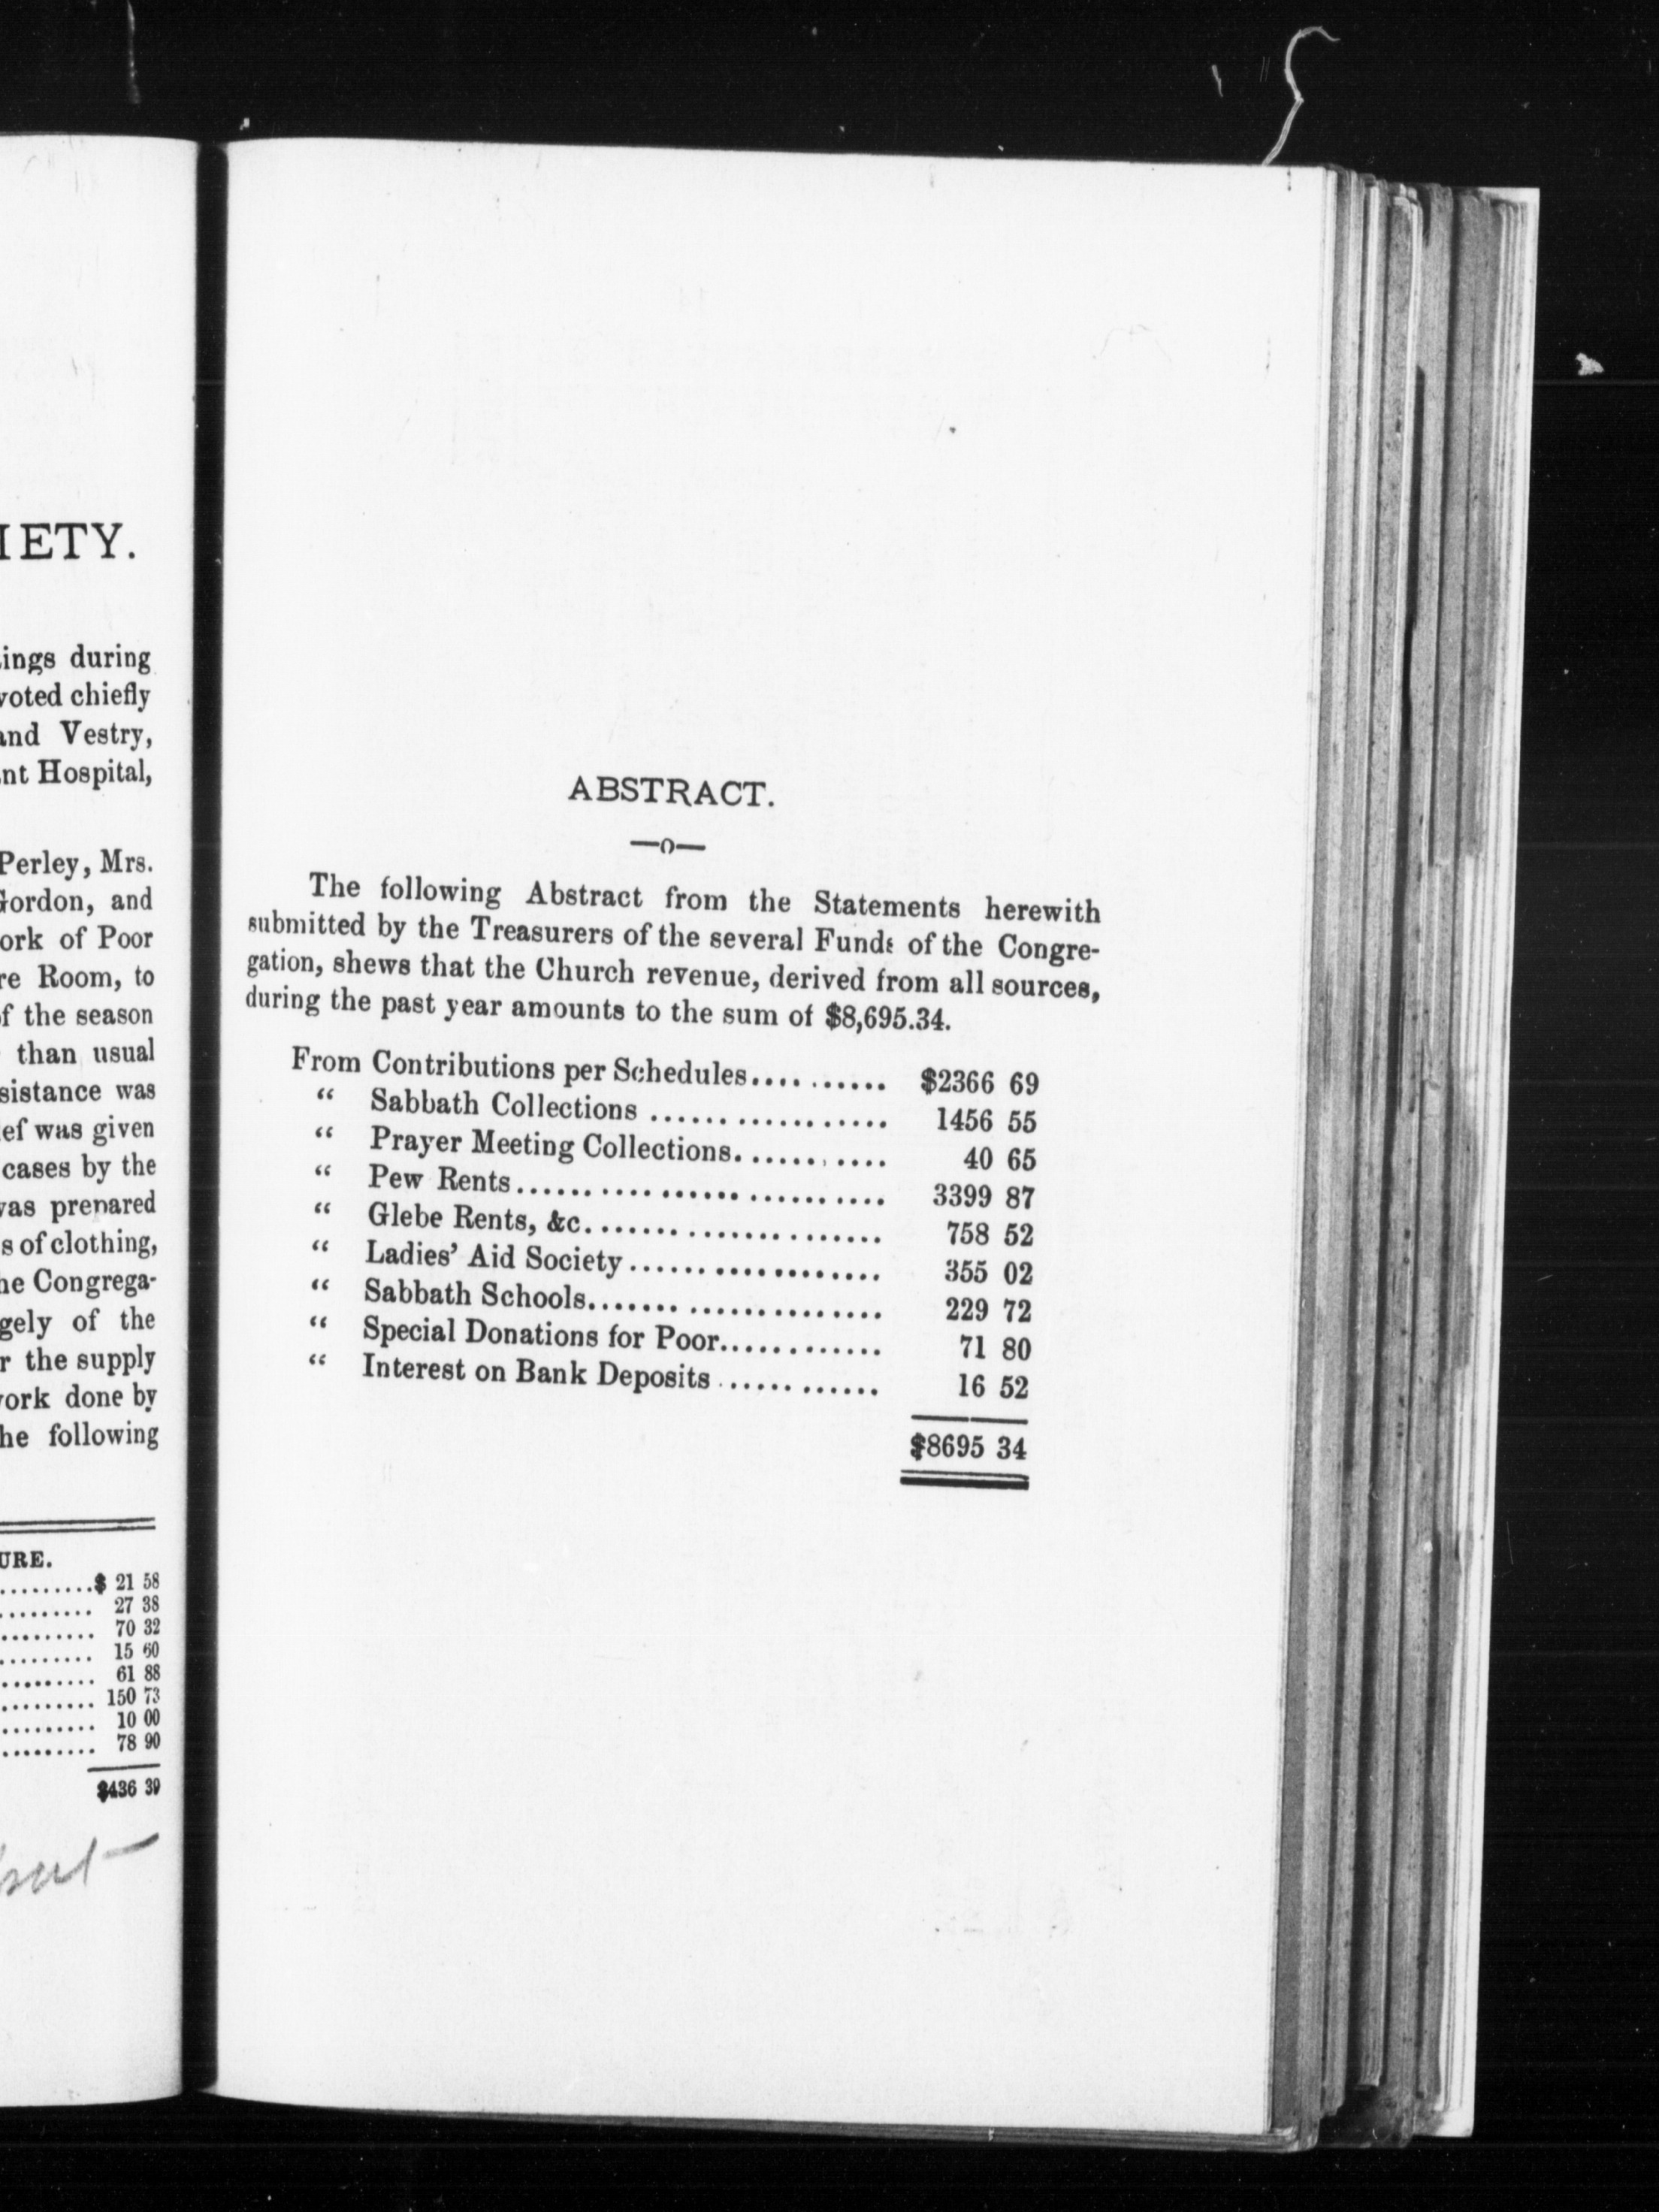 IETY.
ings during
voted chiefly
and Vestry,
nt Hospital,
Perley, Mrs.
Gordon, and
ork of Poor
re Room, to
of the season
than usual
sistance was
ef was given
cases by the
was prepared
s of clothing,
he Congrega-
gely of the
r the supply
work done by
he following
URE.
.........$ 21 58
......... 27 38
......... 70 32
......... 15 60
......... 61 88
......... 150 73
......... 10 00
......... 78 90
$436 39
ABSTRACT.
—o—
The following Abstract from the Statements herewith
submitted by the Treasurers of the several Funds of the Congre-
gation, shews that the Church revenue, derived from all sources,
during the past year amounts to the sum of $8,695.34.
From Contributions per Schedules.......... $2366 69
“ Sabbath Collections .................. 1456 55
“ Prayer Meeting Collections........... 40 65
“ Pew Rents............................ 3399 87
“ Glebe Rents, &c...................... 758 52
“ Ladies’ Aid Society.................. 355 02
“ Sabbath Schools..................... 229 72
“ Special Donations for Poor............ 71 80
“ Interest on Bank Deposits ............ 16 52
$8695 34